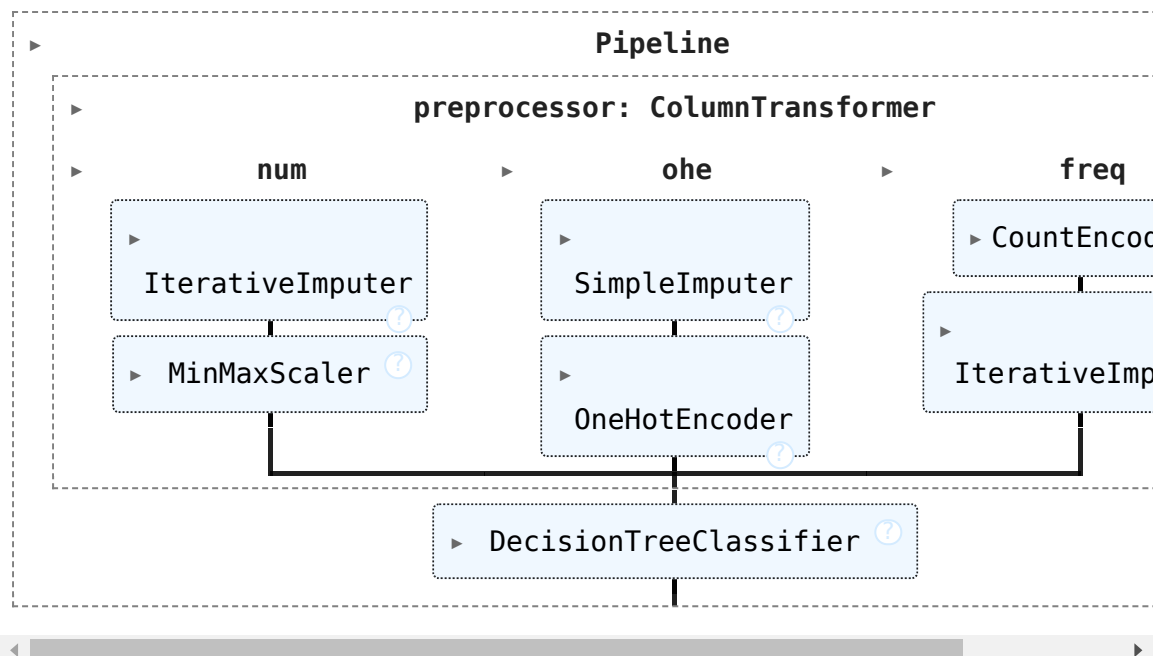 Pipeline
preprocessor: ColumnTransformer
num
ohe
freq
IterativeImputer
?
MinMaxScaler ?
SimpleImputer
?
OneHotEncoder
?
CountEncod
IterativeImp
DecisionTreeClassifier ?